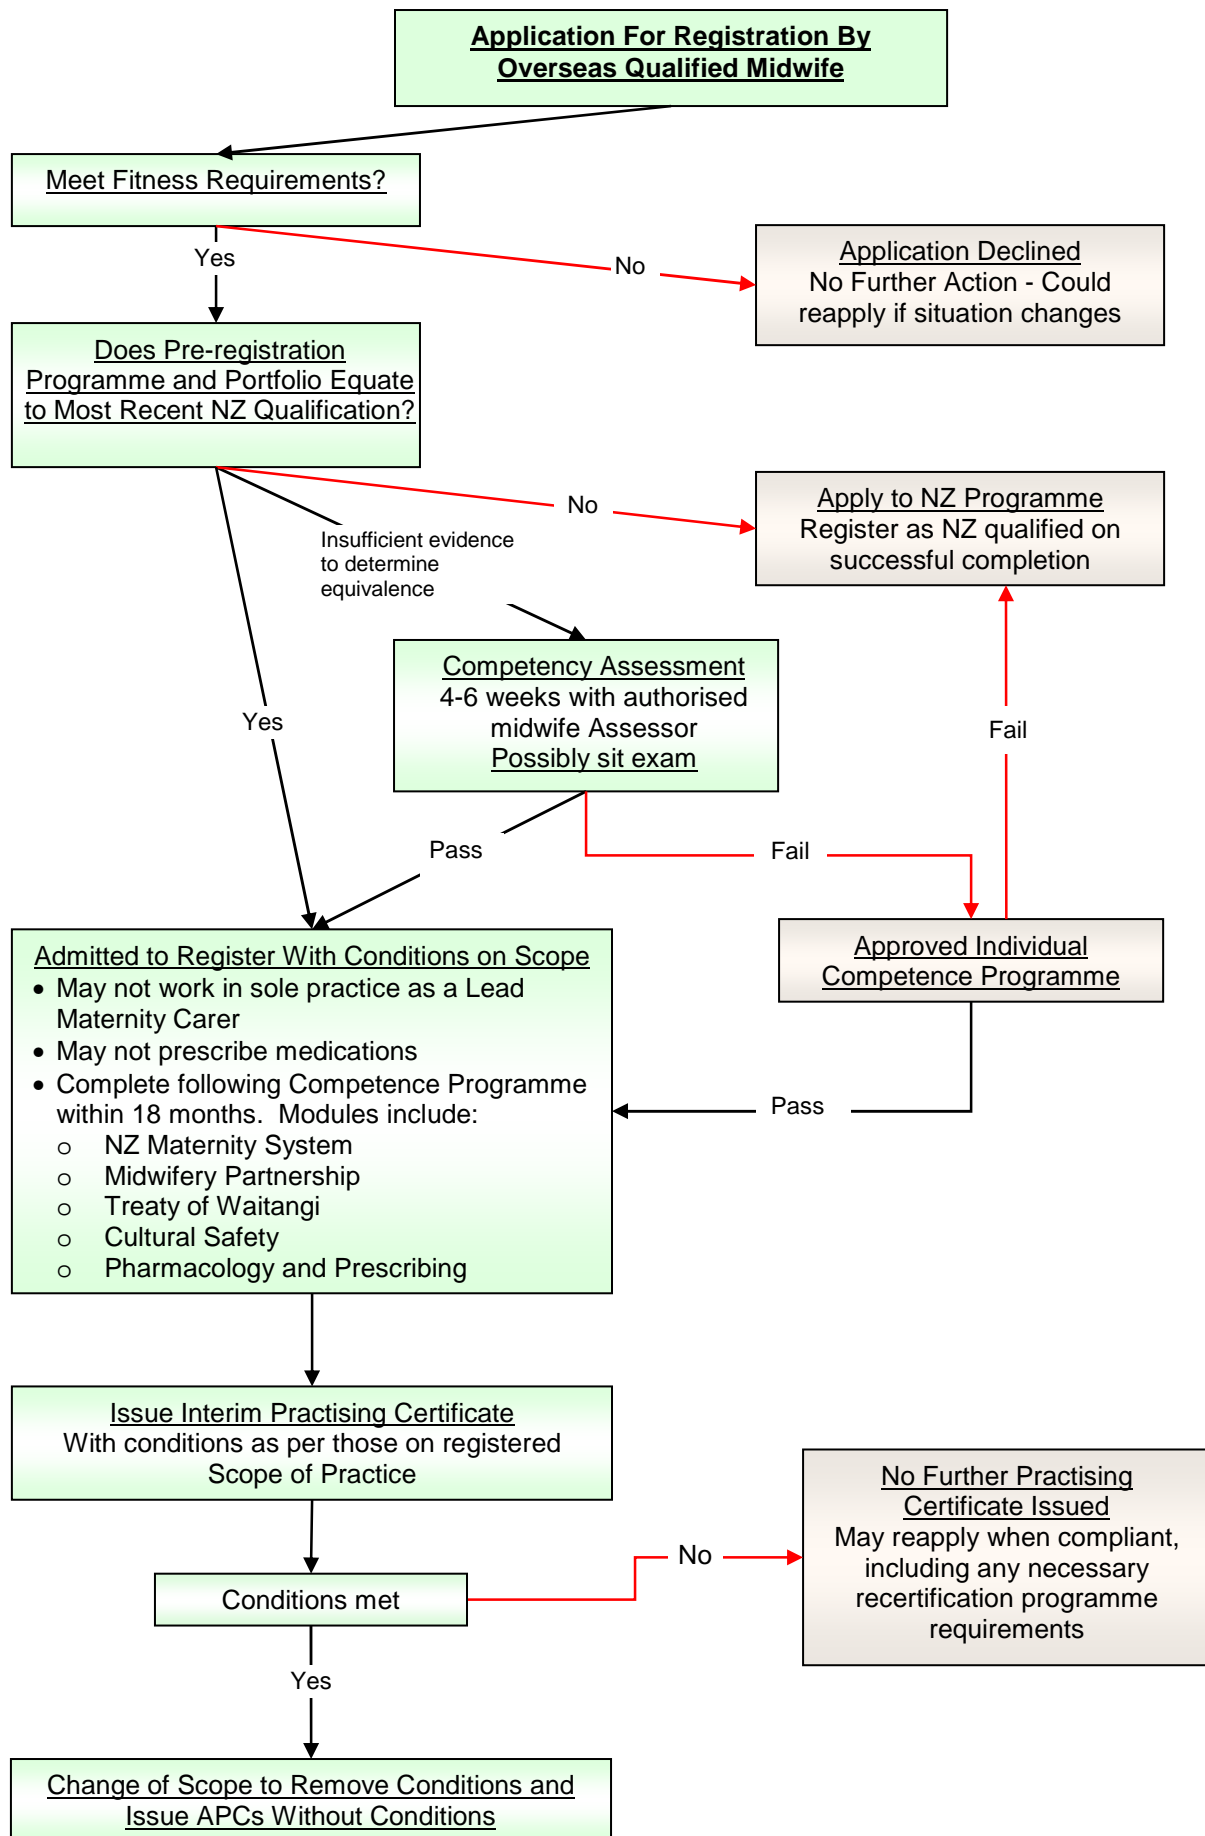 Application For Registration By
Overseas Qualified Midwife
Meet Fitness Requirements?
Yes
No
Application Declined
No Further Action - Could
reapply if situation changes
Does Pre-registration
Programme and Portfolio Equate
to Most Recent NZ Qualification?
No
Apply to NZ Programme
Register as NZ qualified on
successful completion
Insufficient evidence
to determine
equivalence
Competency Assessment
4-6 weeks with authorised
midwife Assessor
Possibly sit exam
Yes
Fail
Pass
Fail
Approved Individual
Competence Programme
Admitted to Register With Conditions on Scope
• May not work in sole practice as a Lead
Maternity Carer
• May not prescribe medications
• Complete following Competence Programme
within 18 months.  Modules include:
o NZ Maternity System
o Midwifery Partnership
o Treaty of Waitangi
o Cultural Safety
o Pharmacology and Prescribing
Pass
Issue Interim Practising Certificate
With conditions as per those on registered
Scope of Practice
No Further Practising
Certificate Issued
May reapply when compliant,
including any necessary
recertification programme
requirements
No
Conditions met
Yes
Change of Scope to Remove Conditions and
Issue APCs Without Conditions